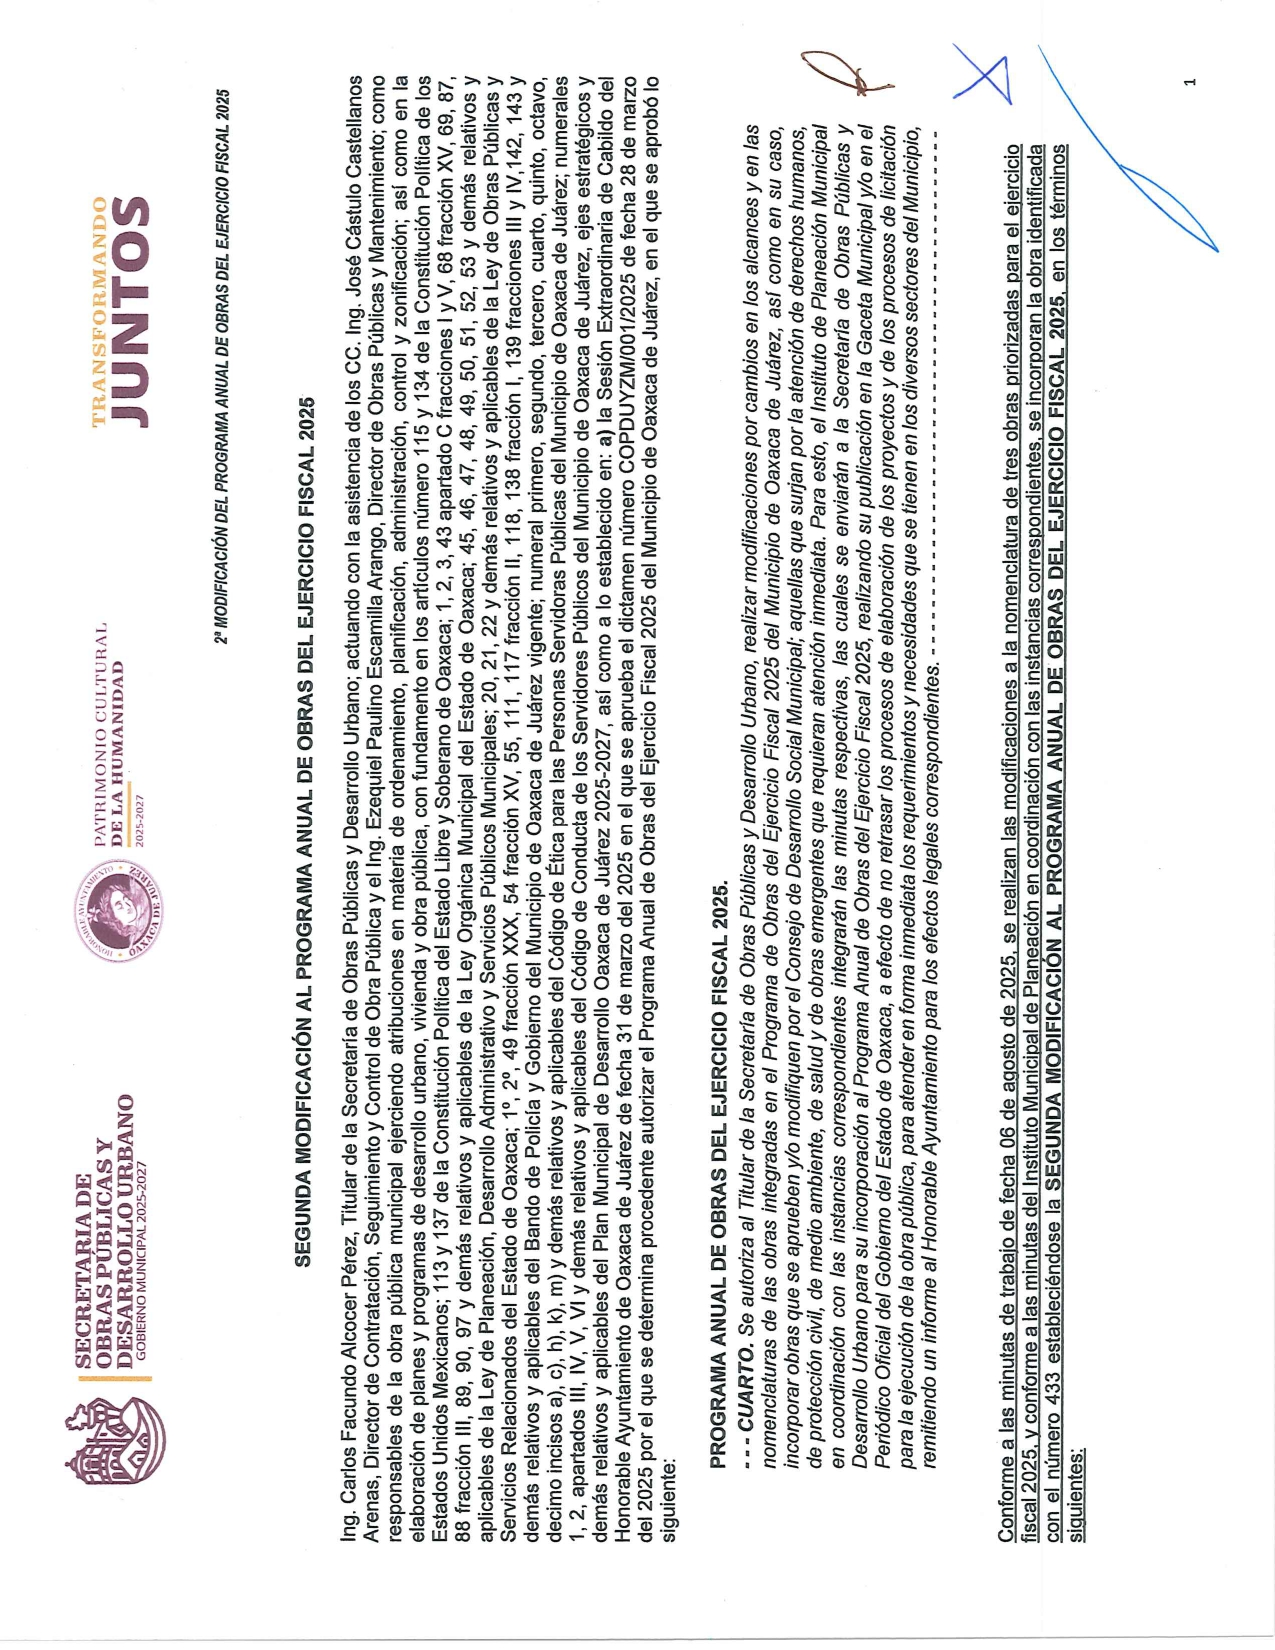 SECRETARIA DE
OBRAS PÚBLICAS Y
DESARROLLO URBANO
GOBIERNO MUNICIPAL 2025-2027
HONORABLE AYUNTAMIENTO
OAXACA DE JUÁREZ
PATRIMONIO CULTURAL
DE LA HUMANIDAD
2025-2027
TRANSFORMANDO
JUNTOS
2ª MODIFICACIÓN DEL PROGRAMA ANUAL DE OBRAS DEL EJERCICIO FISCAL 2025
SEGUNDA MODIFICACIÓN AL PROGRAMA ANUAL DE OBRAS DEL EJERCICIO FISCAL 2025
Ing. Carlos Facundo Alcocer Pérez, Titular de la Secretaría de Obras Públicas y Desarrollo Urbano; actuando con la asistencia de los CC. Ing. José Cástulo Castellanos
Arenas, Director de Contratación, Seguimiento y Control de Obra Pública y el Ing. Ezequiel Paulino Escamilla Arango, Director de Obras Públicas y Mantenimiento; como
responsables de la obra pública municipal ejerciendo atribuciones en materia de ordenamiento, planificación, administración, control y zonificación; así como en la
elaboración de planes y programas de desarrollo urbano, vivienda y obra pública, con fundamento en los artículos número 115 y 134 de la Constitución Política de los
Estados Unidos Mexicanos; 113 y 137 de la Constitución Política del Estado Libre y Soberano de Oaxaca; 1, 2, 3, 43 apartado C fracciones I y V, 68 fracción XV, 69, 87,
88 fracción III, 89, 90, 97 y demás relativos y aplicables de la Ley Orgánica Municipal del Estado de Oaxaca; 45, 46, 47, 48, 49, 50, 51, 52, 53 y demás relativos y
aplicables de la Ley de Planeación, Desarrollo Administrativo y Servicios Públicos Municipales; 20, 21, 22 y demás relativos y aplicables de la Ley de Obras Públicas y
Servicios Relacionados del Estado de Oaxaca; 1º, 2º, 49 fracción XXX, 54 fracción XV, 55, 111, 117 fracción II, 118, 138 fracción I, 139 fracciones III y IV,142, 143 y
demás relativos y aplicables del Bando de Policía y Gobierno del Municipio de Oaxaca de Juárez vigente; numeral primero, segundo, tercero, cuarto, quinto, octavo,
decimo incisos a), c), h), k), m) y demás relativos y aplicables del Código de Ética para las Personas Servidoras Públicas del Municipio de Oaxaca de Juárez; numerales
1, 2, apartados III, IV, V, VI y demás relativos y aplicables del Código de Conducta de los Servidores Públicos del Municipio de Oaxaca de Juárez, ejes estratégicos y
demás relativos y aplicables del Plan Municipal de Desarrollo Oaxaca de Juárez 2025-2027, así como a lo establecido en: a) la Sesión Extraordinaria de Cabildo del
Honorable Ayuntamiento de Oaxaca de Juárez de fecha 31 de marzo del 2025 en el que se aprueba el dictamen número COPDUYZM/001/2025 de fecha 28 de marzo
del 2025 por el que se determina procedente autorizar el Programa Anual de Obras del Ejercicio Fiscal 2025 del Municipio de Oaxaca de Juárez, en el que se aprobó lo
siguiente:
PROGRAMA ANUAL DE OBRAS DEL EJERCICIO FISCAL 2025.
- - - CUARTO. Se autoriza al Titular de la Secretaría de Obras Públicas y Desarrollo Urbano, realizar modificaciones por cambios en los alcances y en las
nomenclaturas de las obras integradas en el Programa de Obras del Ejercicio Fiscal 2025 del Municipio de Oaxaca de Juárez, así como en su caso,
incorporar obras que se aprueben y/o modifiquen por el Consejo de Desarrollo Social Municipal; aquellas que surjan por la atención de derechos humanos,
de protección civil, de medio ambiente, de salud y de obras emergentes que requieran atención inmediata. Para esto, el Instituto de Planeación Municipal
en coordinación con las instancias correspondientes integrarán las minutas respectivas, las cuales se enviarán a la Secretaría de Obras Públicas y
Desarrollo Urbano para su incorporación al Programa Anual de Obras del Ejercicio Fiscal 2025, realizando su publicación en la Gaceta Municipal y/o en el
Periódico Oficial del Gobierno del Estado de Oaxaca, a efecto de no retrasar los procesos de elaboración de los proyectos y de los procesos de licitación
para la ejecución de la obra pública, para atender en forma inmediata los requerimientos y necesidades que se tienen en los diversos sectores del Municipio,
remitiendo un informe al Honorable Ayuntamiento para los efectos legales correspondientes. - - - - - - - - - - - - - - - - - - - - - - - - - - - - - - - - - - - - - - - - - - - - - - - -
Conforme a las minutas de trabajo de fecha 06 de agosto de 2025, se realizan las modificaciones a la nomenclatura de tres obras priorizadas para el ejercicio
fiscal 2025, y conforme a las minutas del Instituto Municipal de Planeación en coordinación con las instancias correspondientes, se incorporan la obra identificada
con el número 433 estableciéndose la SEGUNDA MODIFICACIÓN AL PROGRAMA ANUAL DE OBRAS DEL EJERCICIO FISCAL 2025, en los términos
siguientes:
1